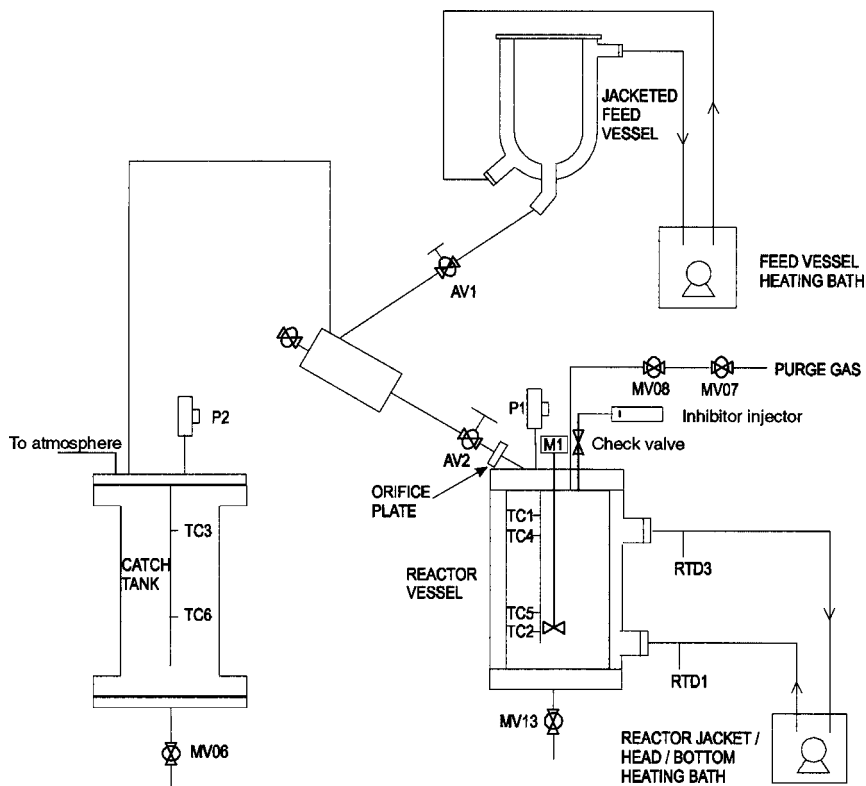 JACKETED
FEED
VESSEL
AV1
FEED VESSEL
HEATING BATH
PURGE GAS
MV08
MV07
P1
P2
Inhibitor injector
M1
Check valve
To atmosphere
AV2
ORIFICE
PLATE
TC1
TC4
TC3
CATCH
TANK
REACTOR
VESSEL
RTD3
TC6
TC5
TC2
RTD1
MV13
MV06
REACTOR JACKET /
HEAD / BOTTOM
HEATING BATH